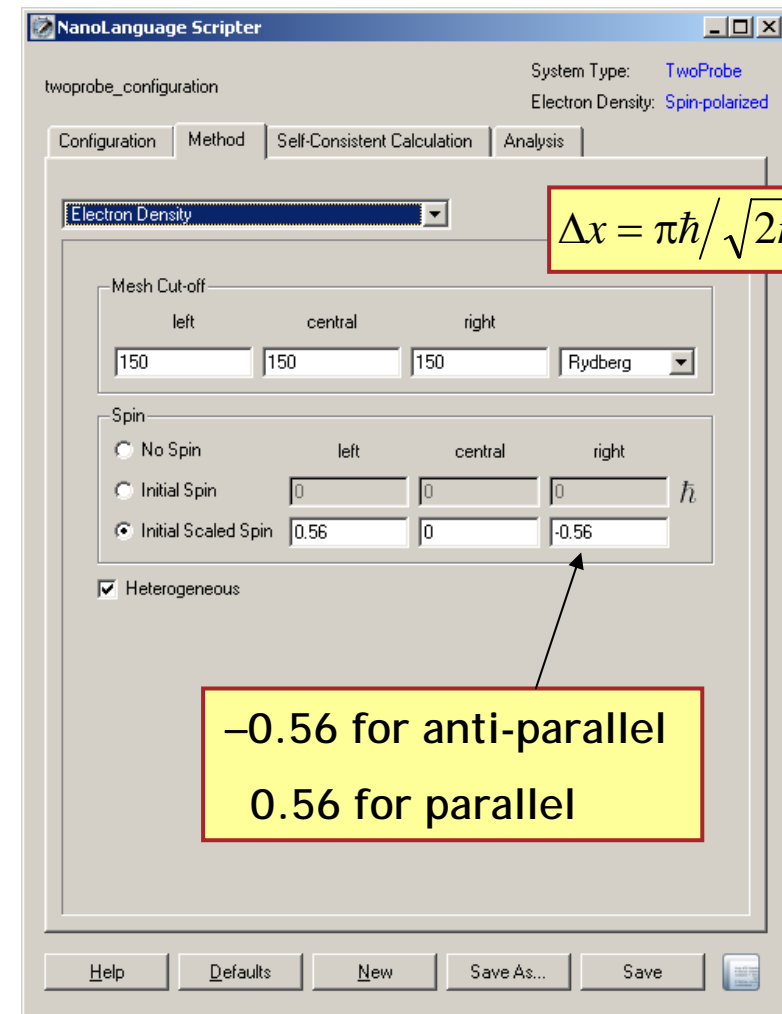 NanoLanguage Scripter
twoprobe_configuration
System Type: TwoProbe
Electron Density: Spin-polarized
Configuration Method Self-Consistent Calculation Analysis
Electron Density
Δx = πħ/√2
Mesh Cut-off
left central right
150 150 150 Rydberg
Spin
No Spin left central right
Initial Spin 0 0 0 ħ
Initial Scaled Spin 0.56 0 -0.56
Heterogeneous
–0.56 for anti-parallel
0.56 for parallel
Help Defaults New Save As... Save